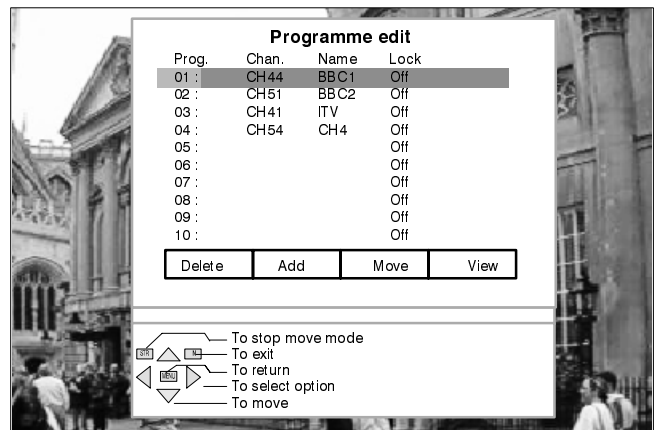 Programme edit
Prog. Chan. Name Lock
01 : CH44 BBC1 Off
02 : CH51 BBC2 Off
03 : CH41 ITV Off
04 : CH54 CH4 Off
05 : Off
06 : Off
07 : Off
08 : Off
09 : Off
10 : Off
Delete Add Move View
STR To stop move mode
N To exit
MENU To return
To select option
To move